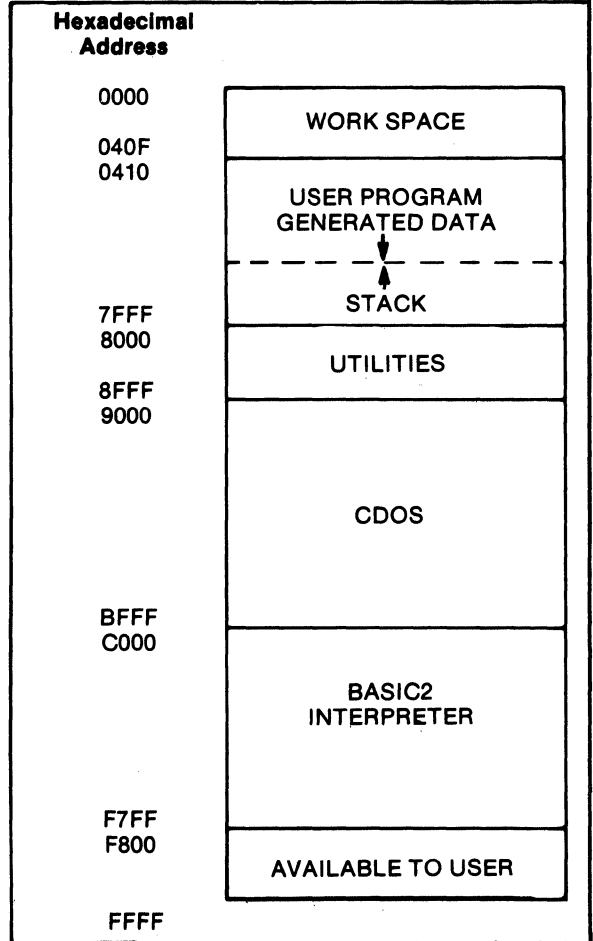 Hexadecimal
Address
0000
WORK SPACE
040F
0410
USER PROGRAM
GENERATED DATA
STACK
7FFF
8000
UTILITIES
8FFF
9000
CDOS
BFFF
C000
BASIC2
INTERPRETER
F7FF
F800
AVAILABLE TO USER
FFFF